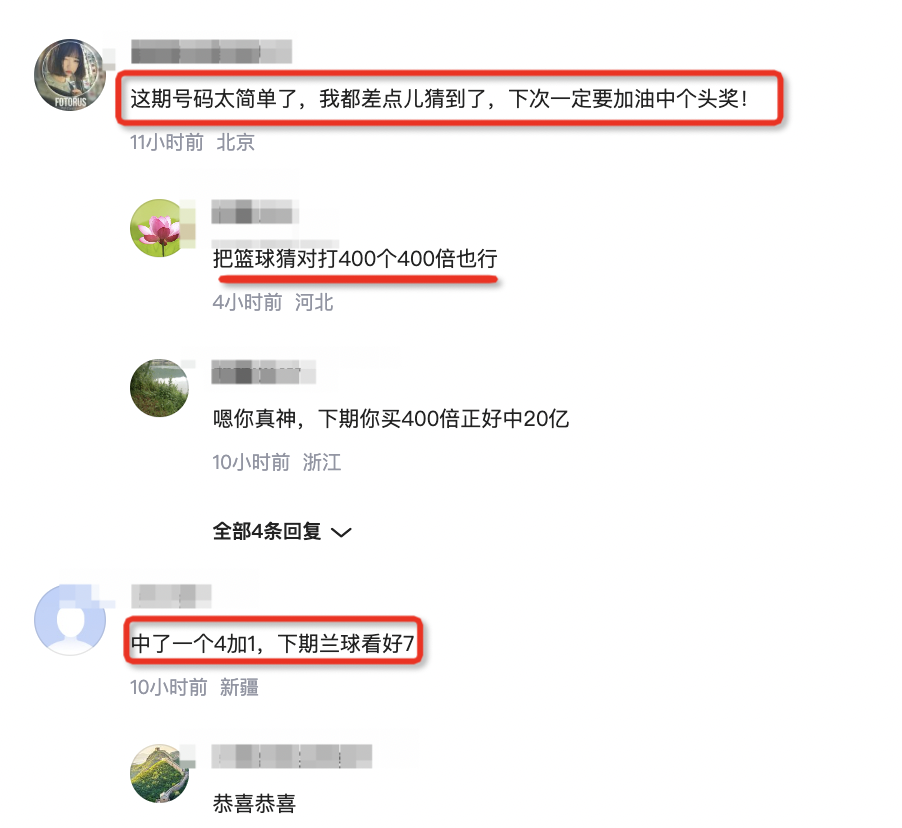 FOTORUS
这期号码太简单了，我都差点儿猜到了，下次一定要加油中个头奖！
11小时前 北京
把篮球猜对打400个400倍也行
4小时前 河北
嗯你真神，下期你买400倍正好中20亿
10小时前 浙江
全部4条回复
中了一个4加1，下期兰球看好7
10小时前 新疆
恭喜恭喜